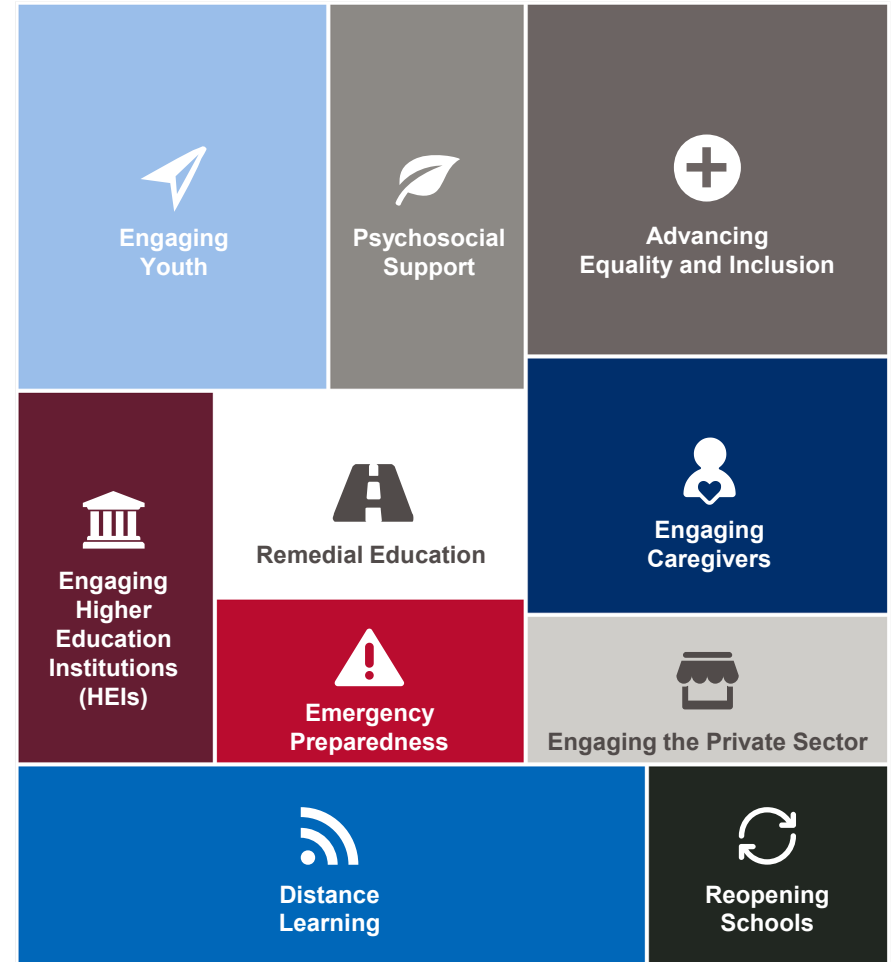 Engaging
Youth
Psychosocial
Support
Advancing
Equality and Inclusion
Engaging
Higher
Education
Institutions
(HEIs)
Remedial Education
Engaging
Caregivers
Emergency
Preparedness
Engaging the Private Sector
Distance
Learning
Reopening
Schools